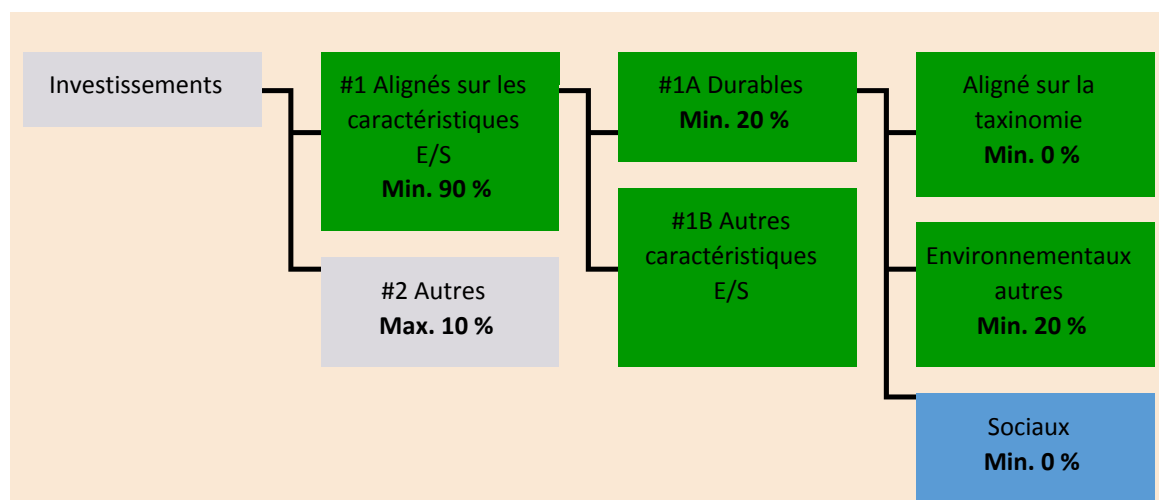 Investissements
#1 Alignés sur les
caractéristiques
E/S
Min. 90 %
#2 Autres
Max. 10 %
#1A Durables
Min. 20 %
#1B Autres
caractéristiques
E/S
Aligné sur la
taxinomie
Min. 0 %
Environnementaux
autres
Min. 20 %
Sociaux
Min. 0 %